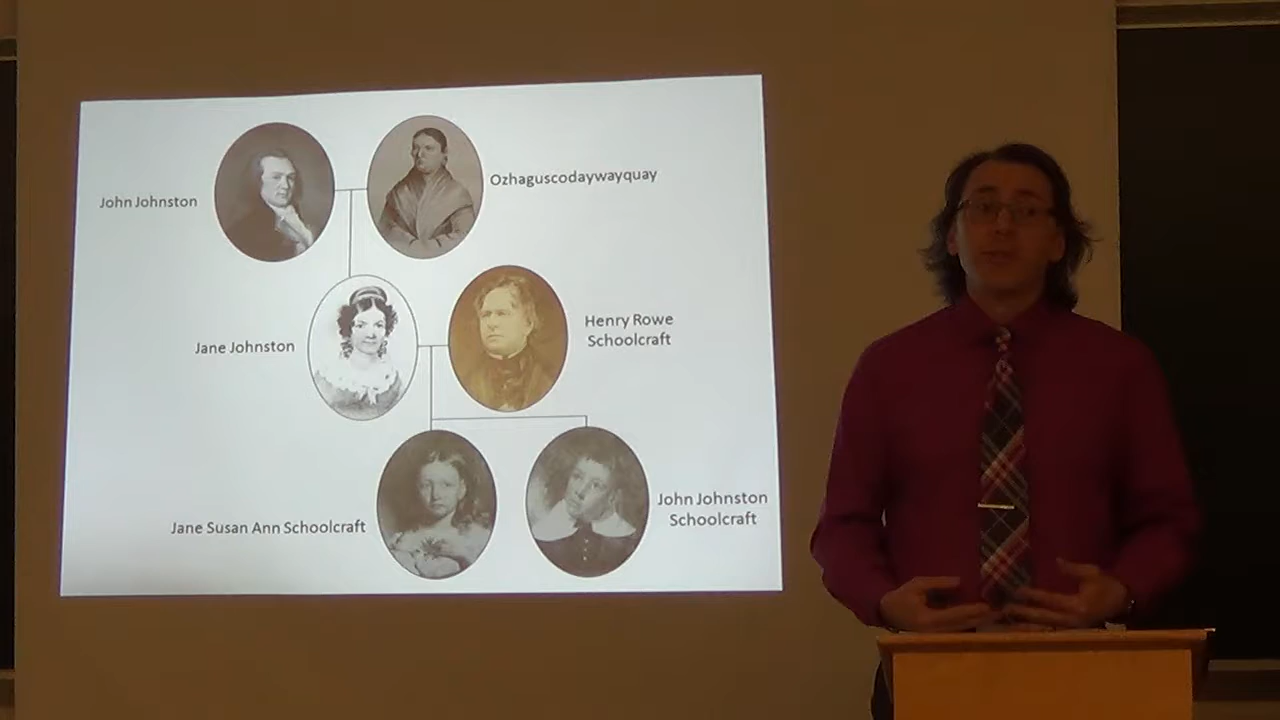 John Johnston
Ozhaguscodaywayquay
Jane Johnston
Henry Rowe
Schoolcraft
Jane Susan Ann Schoolcraft
John Johnston
Schoolcraft